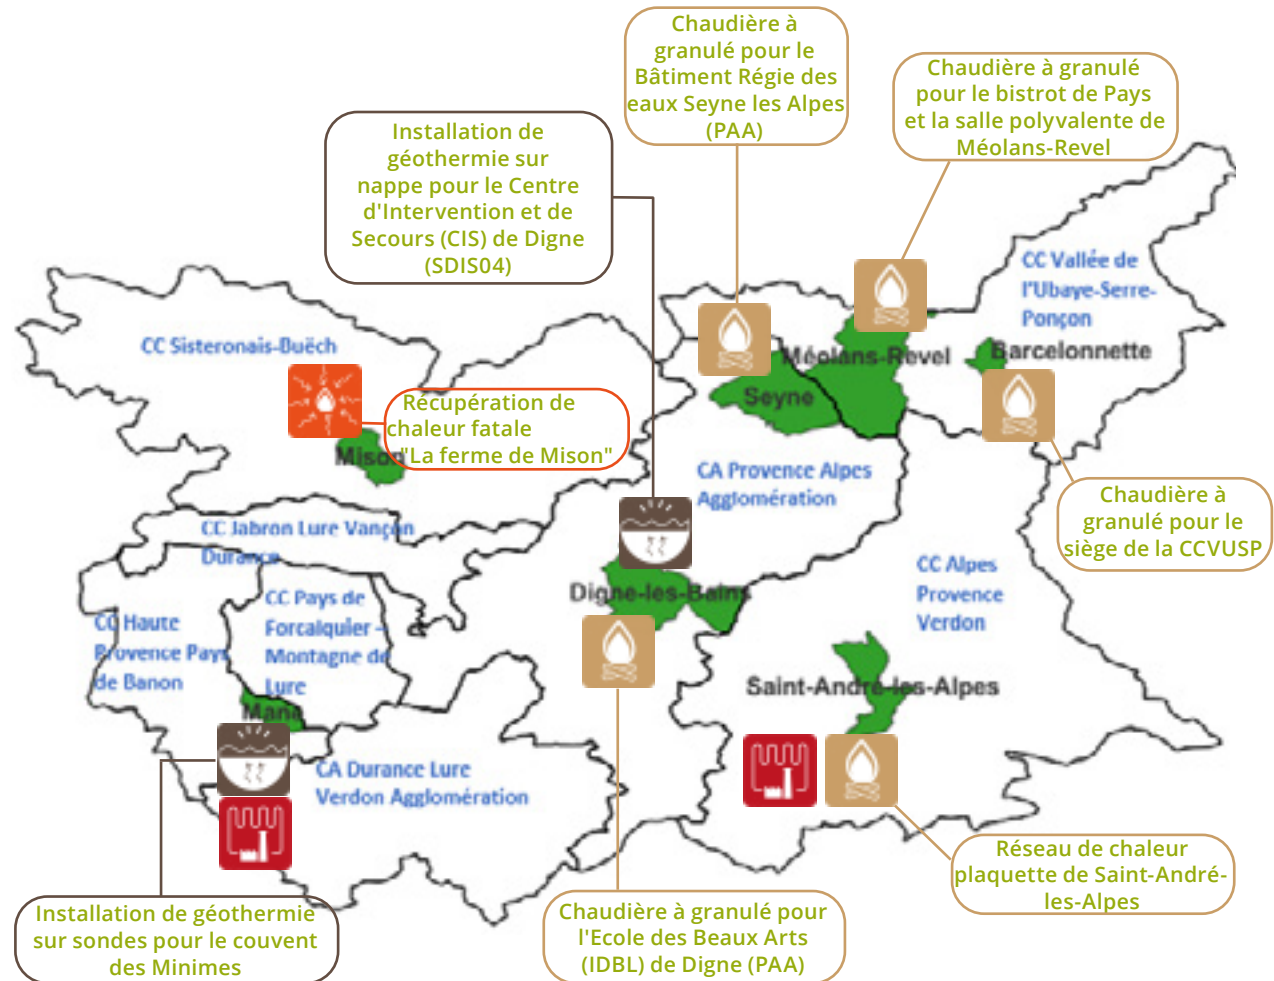 Chaudière à
granulé pour le
Bâtiment Régie des
eaux Seyne les Alpes
(PAA)
Chaudière à granulé
pour le bistrot de Pays
et la salle polyvalente de
Méolans-Revel
Installation de
géothermie sur
nappe pour le Centre
d'Intervention et de
Secours (CIS) de Digne
(SDIS04)
CC Vallée de
l'Ubaye-Serre-
Ponçon
CC Sisteronais-Buëch
Méolans-Revel
Barcelonnette
Seyne
Récupération de
chaleur fatale
"La ferme de Mison"
Mison
CA Provence Alpes
Agglomération
Chaudière à
granulé pour le
siège de la CCVUSP
CC Jabron Lure Vançon
Durance
Digne-les-Bains
CC Alpes
Provence
Verdon
CC Pays de
Forcalquier -
Montagne de
Lure
CC Haute
Provence Pays
de Banon
Saint-André-les-Alpes
Mane
CA Durance Lure
Verdon Agglomération
Réseau de chaleur
plaquette de Saint-André-
les-Alpes
Installation de géothermie
sur sondes pour le couvent
des Minimes
Chaudière à granulé pour
l'Ecole des Beaux Arts
(IDBL) de Digne (PAA)